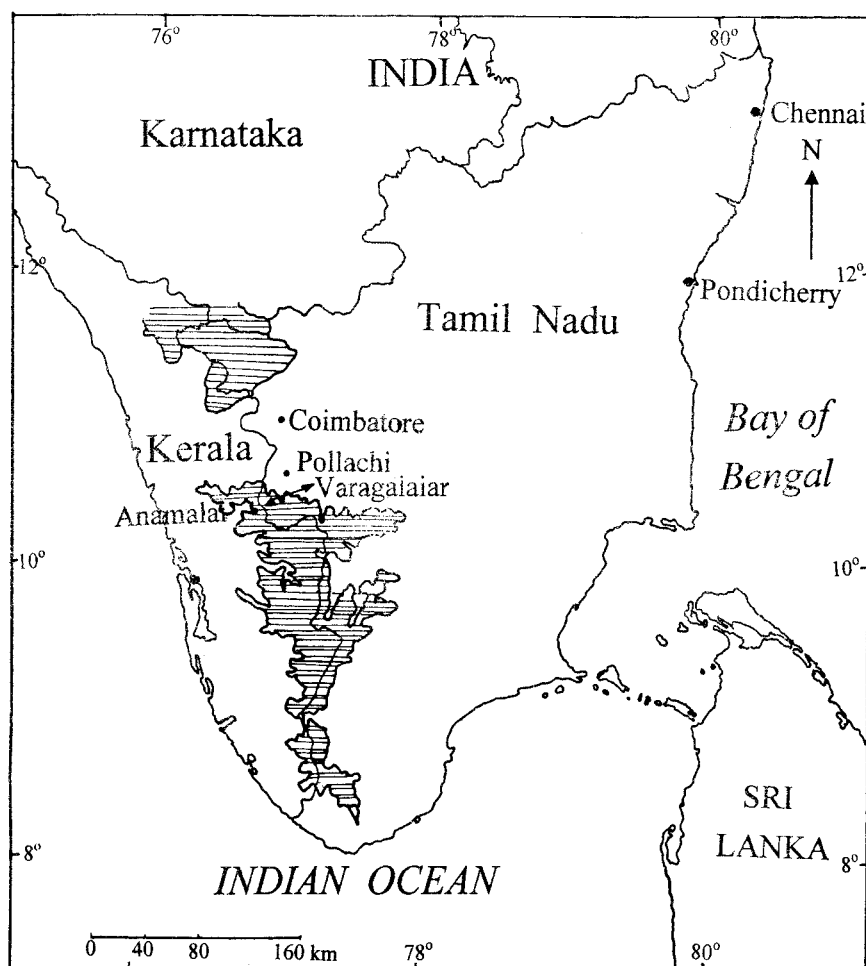 76°
78°
80°
INDIA
Karnataka
Chennai
N
12°
12°
Pondicherry
Tamil Nadu
Coimbatore
Bay of
Bengal
Kerala
Pollachi
Varagaiaiar
Anamalai
10°
10°
SRI
LANKA
8°
8°
INDIAN OCEAN
0 40 80 160 km
78°
80°